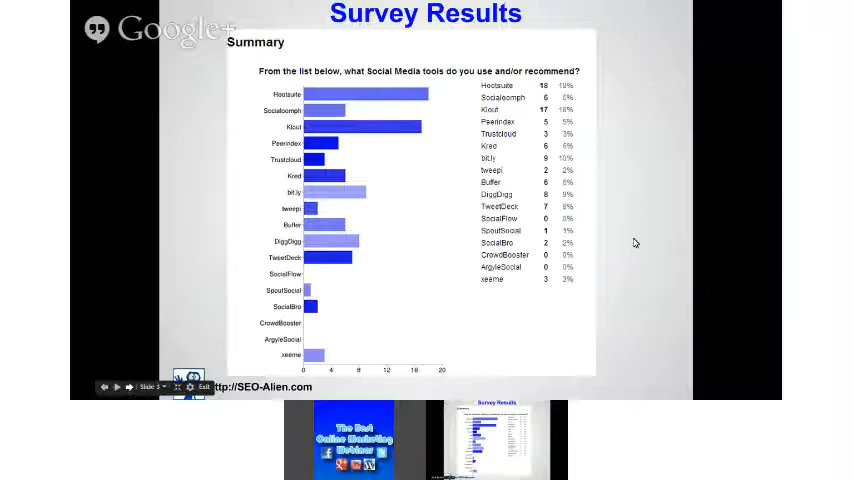 Survey Results
Google+
Summary
From the list below, what Social Media tools do you use and/or recommend?
Hootsuite
Socialoomph
Klout
Peerindex
Trustcloud
Kred
bit.ly
tweepi
Buffer
DiggDigg
TweetDeck
SocialFlow
SpoutSocial
SocialBro
CrowdBooster
ArgyleSocial
xeeme
0 4 8 12 16 20
Hootsuite 18 19%
Socialoomph 6 6%
Klout 17 18%
Peerindex 5 5%
Trustcloud 3 3%
Kred 6 6%
bit.ly 9 10%
tweepi 2 2%
Buffer 6 6%
DiggDigg 8 9%
TweetDeck 7 8%
SocialFlow 0 0%
SpoutSocial 1 1%
SocialBro 2 2%
CrowdBooster 0 0%
ArgyleSocial 0 0%
xeeme 3 3%
Slide 3
Exit
http://SEO-Alien.com
The Best
Online Marketing
Webinar
Survey Results